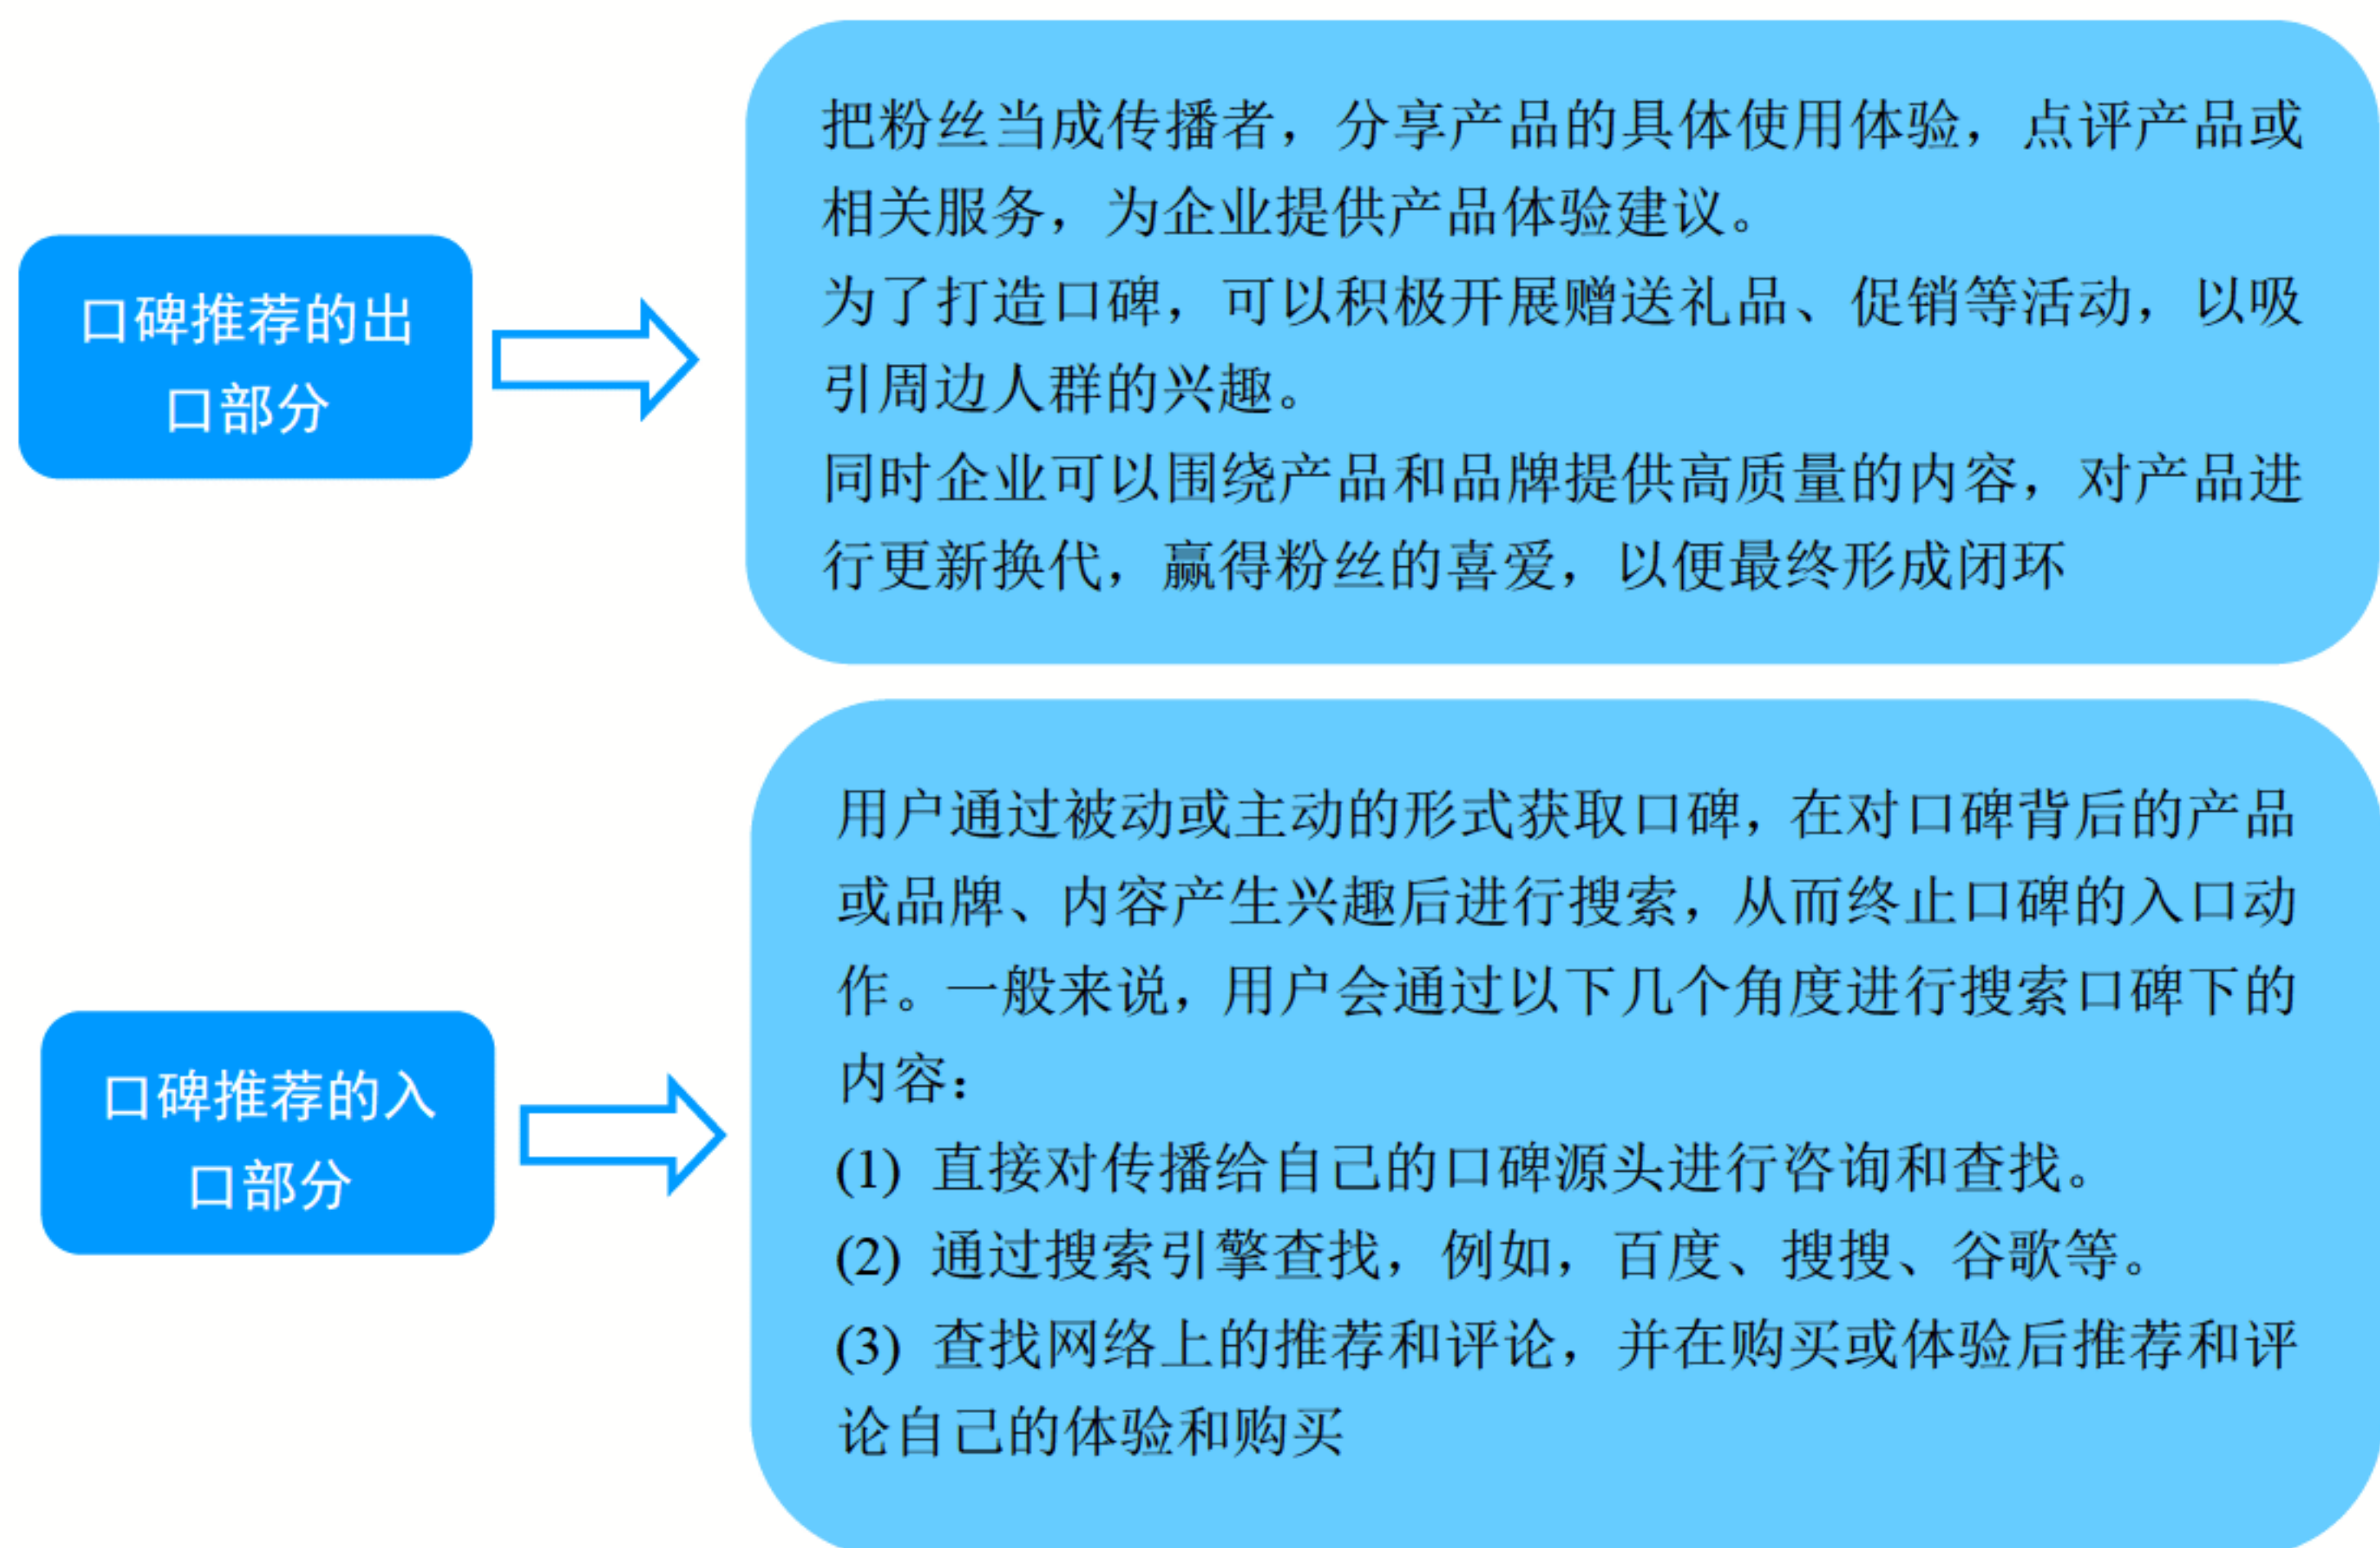 口碑推荐的出
口部分
把粉丝当成传播者，分享产品的具体使用体验，点评产品或
相关服务，为企业提供产品体验建议。
为了打造口碑，可以积极开展赠送礼品、促销等活动，以吸
引周边人群的兴趣。
同时企业可以围绕产品和品牌提供高质量的内容，对产品进
行更新换代，赢得粉丝的喜爱，以便最终形成闭环
口碑推荐的入
口部分
用户通过被动或主动的形式获取口碑，在对口碑背后的产品
或品牌、内容产生兴趣后进行搜索，从而终止口碑的入口动
作。一般来说，用户会通过以下几个角度进行搜索口碑下的
内容：
(1) 直接对传播给自己的口碑源头进行咨询和查找。
(2) 通过搜索引擎查找，例如，百度、搜搜、谷歌等。
(3) 查找网络上的推荐和评论，并在购买或体验后推荐和评
论自己的体验和购买